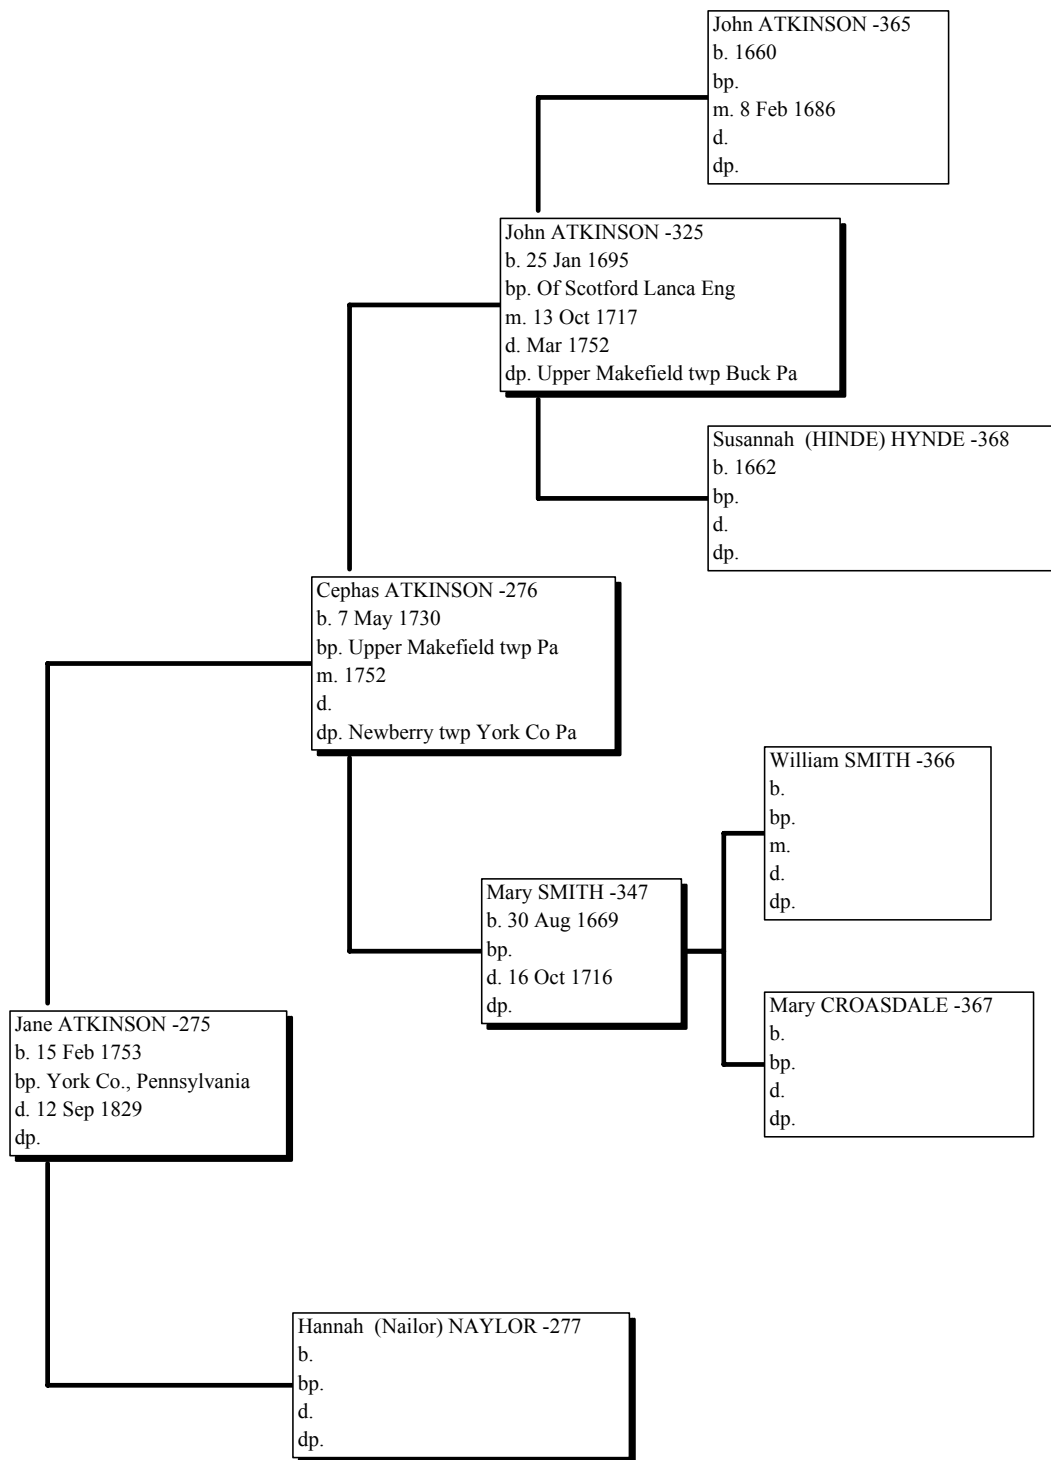 John ATKINSON -365
b. 1660
bp.
m. 8 Feb 1686
d.
dp.
John ATKINSON -325
b. 25 Jan 1695
bp. Of Scotford Lanca Eng
m. 13 Oct 1717
d. Mar 1752
dp. Upper Makefield twp Buck Pa
Susannah  (HINDE) HYNDE -368
b. 1662
bp.
d.
dp.
Cephas ATKINSON -276
b. 7 May 1730
bp. Upper Makefield twp Pa
m. 1752
d.
dp. Newberry twp York Co Pa
William SMITH -366
b.
bp.
m.
d.
dp.
Mary SMITH -347
b. 30 Aug 1669
bp.
d. 16 Oct 1716
dp.
Mary CROASDALE -367
b.
bp.
d.
dp.
Jane ATKINSON -275
b. 15 Feb 1753
bp. York Co., Pennsylvania
d. 12 Sep 1829
dp.
Hannah  (Nailor) NAYLOR -277
b.
bp.
d.
dp.